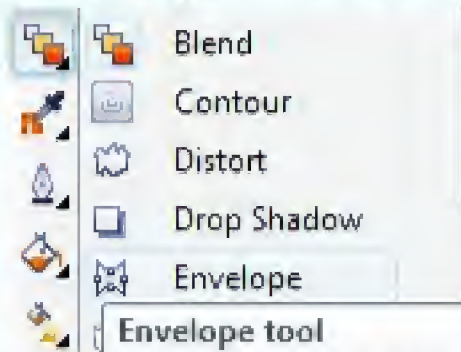 Blend
Contour
Distort
Drop Shadow
Envelope
Envelope tool